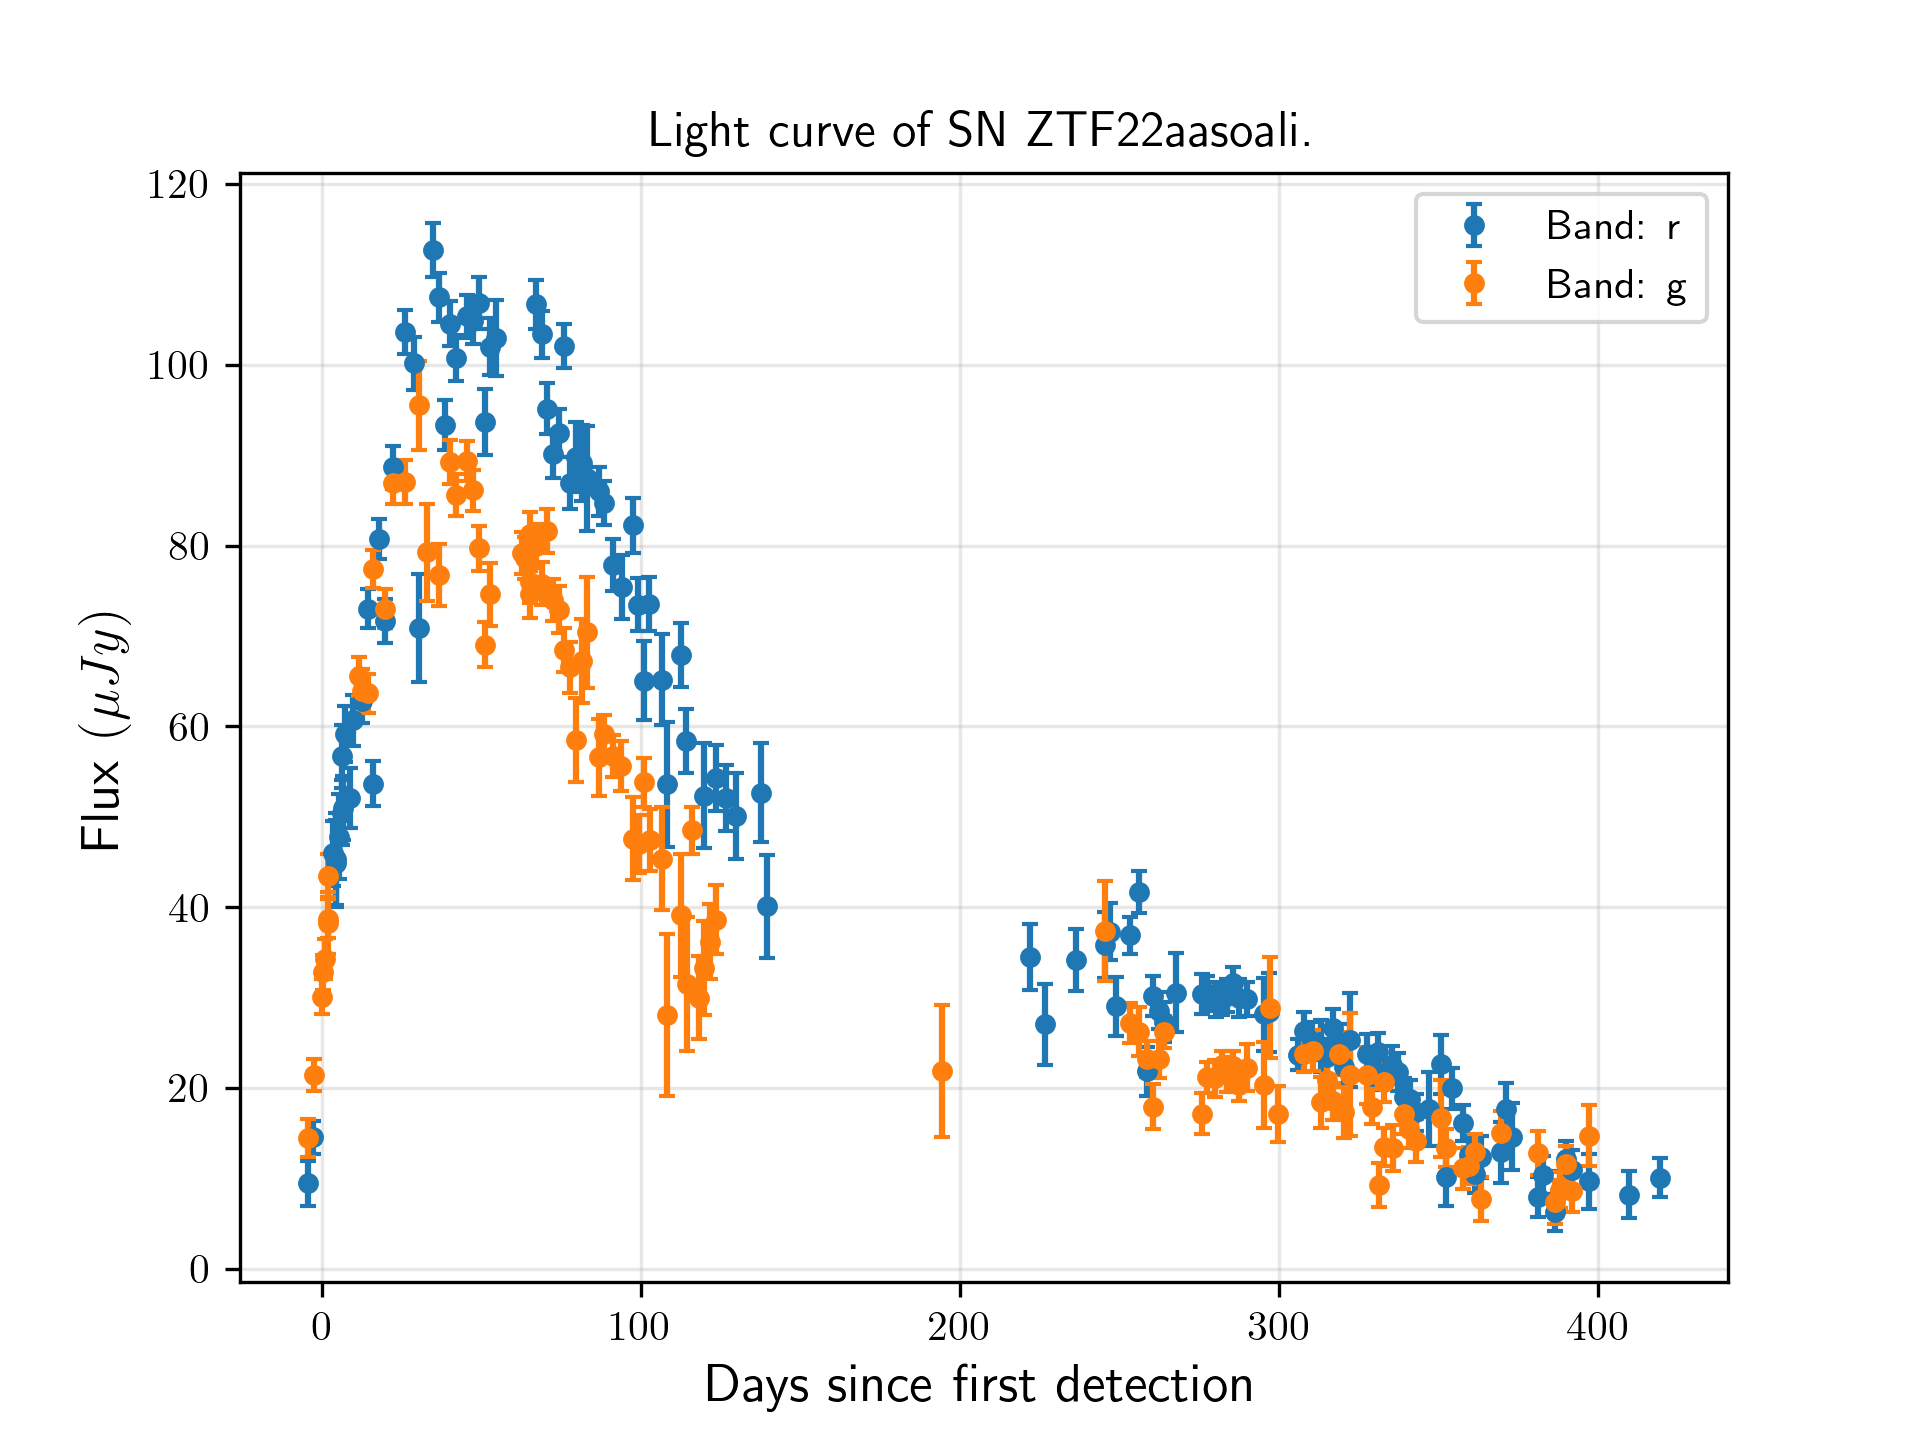 Light curve of SN ZTF22aasoali.
120
100
80
60
40
20
0
Flux (μJy)
Band: r
Band: g
0 100 200 300 400
Days since first detection